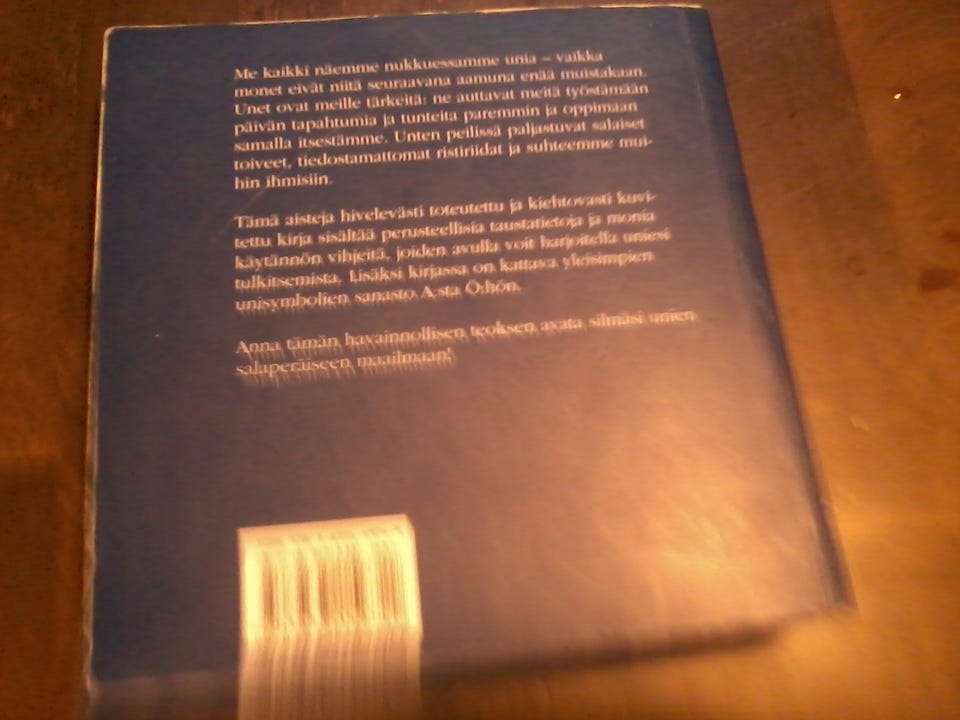 Me kaikki näemme nukkuessamme unia – vaikka
monet eivät niitä seuraavana aamuna enää muistakaan.
Unet ovat meille tärkeitä: ne auttavat meitä työstämään
päivän tapahtumia ja tunteita paremmin ja oppimaan
samalla itsestämme. Unten peilissä paljastuvat salaiset
toiveet, tiedostamattomat ristiriidat ja suhteemme mui-
hin ihmisiin.
Tämä aisteja hivelevästi toteutettu ja kiehtovasti kuvi-
tettu kirja sisältää perusteellisia taustatietoja ja monia
käytännön vihjeitä, joiden avulla voit harjoitella uniesi
tulkitsemista. Lisäksi kirjassa on kattava yleisimpien
unisymbolien sanasto A:sta Ö:hön.
Anna tämän havainnollisen teoksen avata silmäsi unien
salaperäiseen maailmaan!